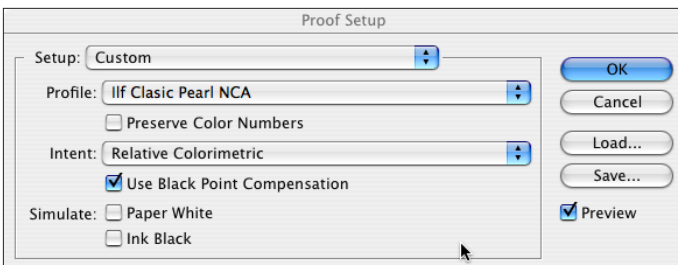 Proof Setup
Setup: Custom
Profile: Ilf Clasic Pearl NCA
Preserve Color Numbers
Intent: Relative Colorimetric
Use Black Point Compensation
Simulate: Paper White
Ink Black
OK
Cancel
Load...
Save...
Preview